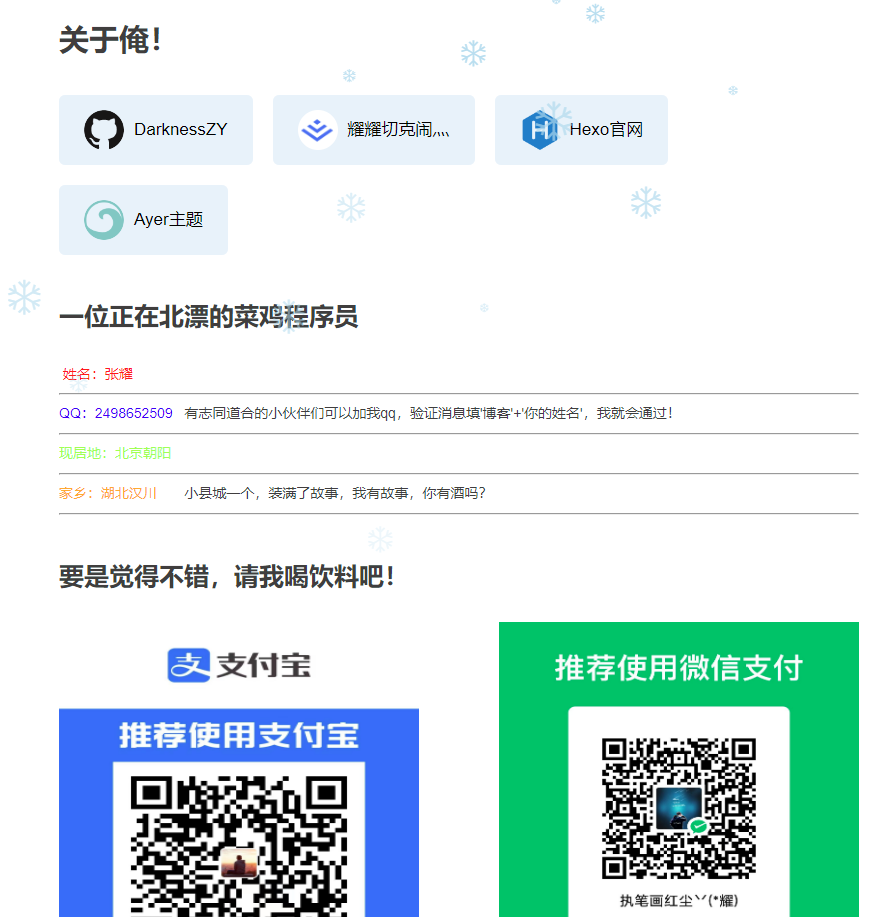 关于俺！
DarknessZY
耀耀切克闹灬
Hexo官网
Ayer主题
一位正在北漂的菜鸡程序员
姓名：张耀
QQ：2498652509 有志同道合的小伙伴们可以加我qq，验证消息填'博客'+'你的姓名'，我就会通过！
现居地：北京朝阳
家乡：湖北汉川 小县城一个，装满了故事，我有故事，你有酒吗？
要是觉得不错，请我喝饮料吧！
支付宝
推荐使用支付宝
推荐使用微信支付
执笔画红尘丷(*耀)